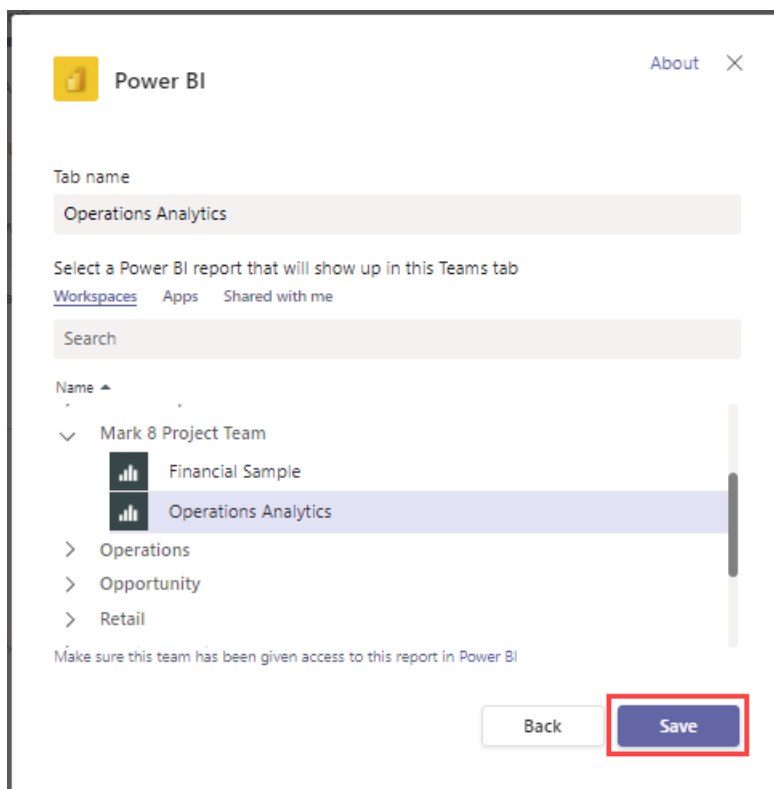 Power BI
About
Tab name
Operations Analytics
Select a Power BI report that will show up in this Teams tab
Workspaces Apps Shared with me
Search
Name
Mark 8 Project Team
Financial Sample
Operations Analytics
Operations
Opportunity
Retail
Make sure this team has been given access to this report in Power BI
Back Save